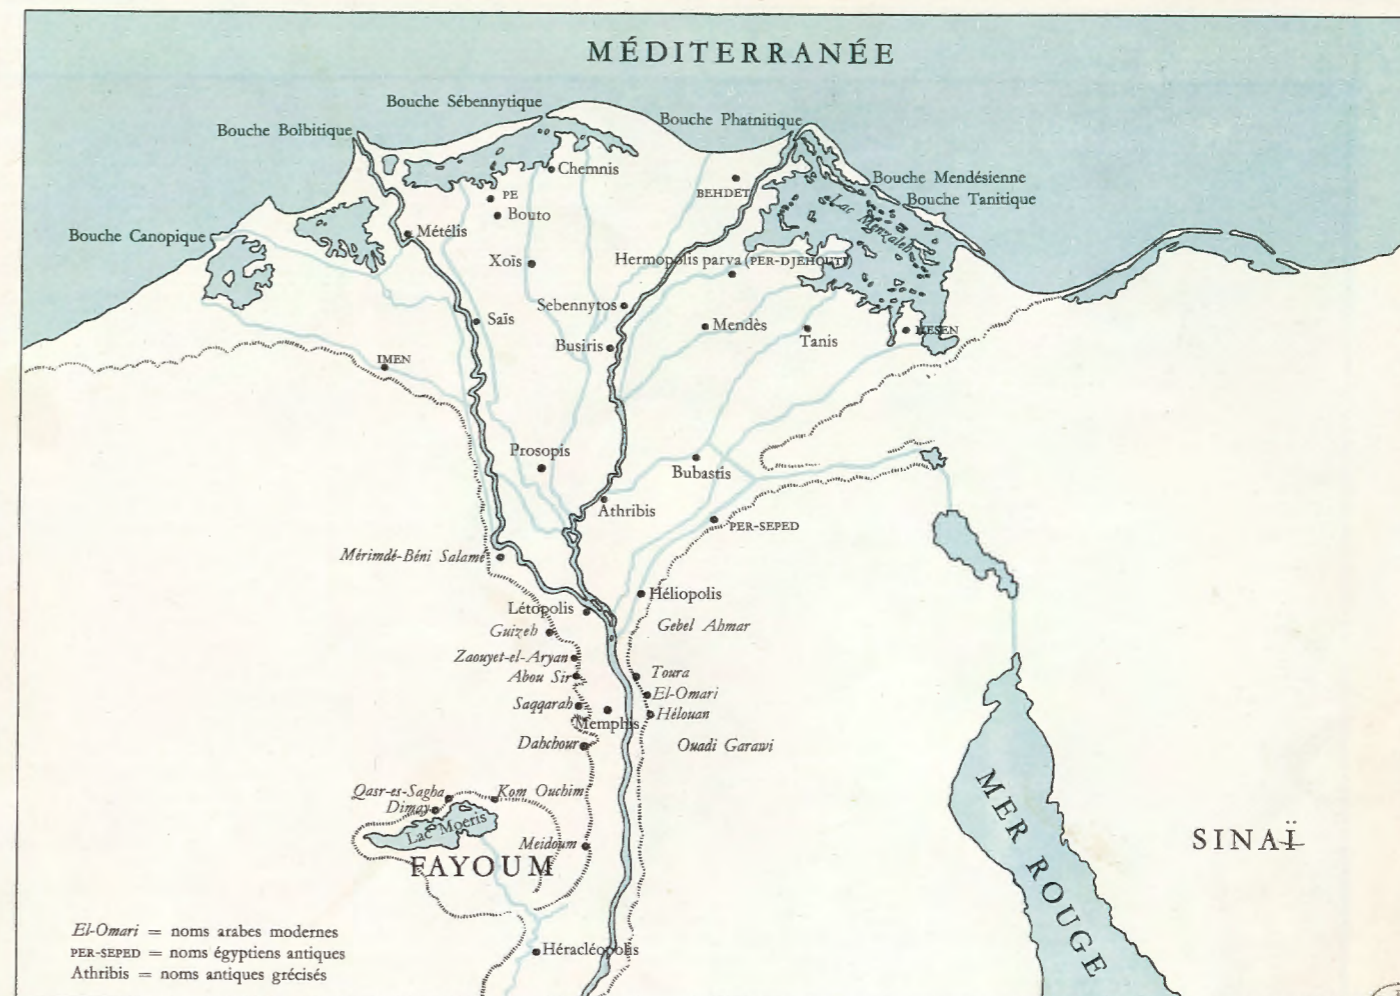 MÉDITERRANÉE
Bouche Sébennytique
Bouche Bolbitique
Bouche Phatnitique
Chemnis
Bouche Mendésienne
BEHDET
PE
Bouche Tanitique
Bouto
Lac Menzaleh
Métélis
Bouche Canopique
Xoïs
Hermopolis parva (PER-DJEHOUTI)
Sebennytos
Saïs
Mendès
MESEN
Tanis
Busiris
IMEN
Prosopis
Bubastis
Athribis
PER-SEPED
Mérimdé-Béni Salamé
Héliopolis
Létopolis
Gebel Ahmar
Guizeh
Zaouyet-el-Aryan
Toura
Abou Sir
El-Omari
Saqqarah
Hélouan
Memphis
Dahchour
Ouadi Garawi
Qasr-es-Sagha
Kom Ouchim
Dimay
Lac Moeris
MER ROUGE
SINAÏ
Meidoum
FAYOUM
El-Omari = noms arabes modernes
PER-SEPED = noms égyptiens antiques
Athribis = noms antiques grécisés
Héracléopolis